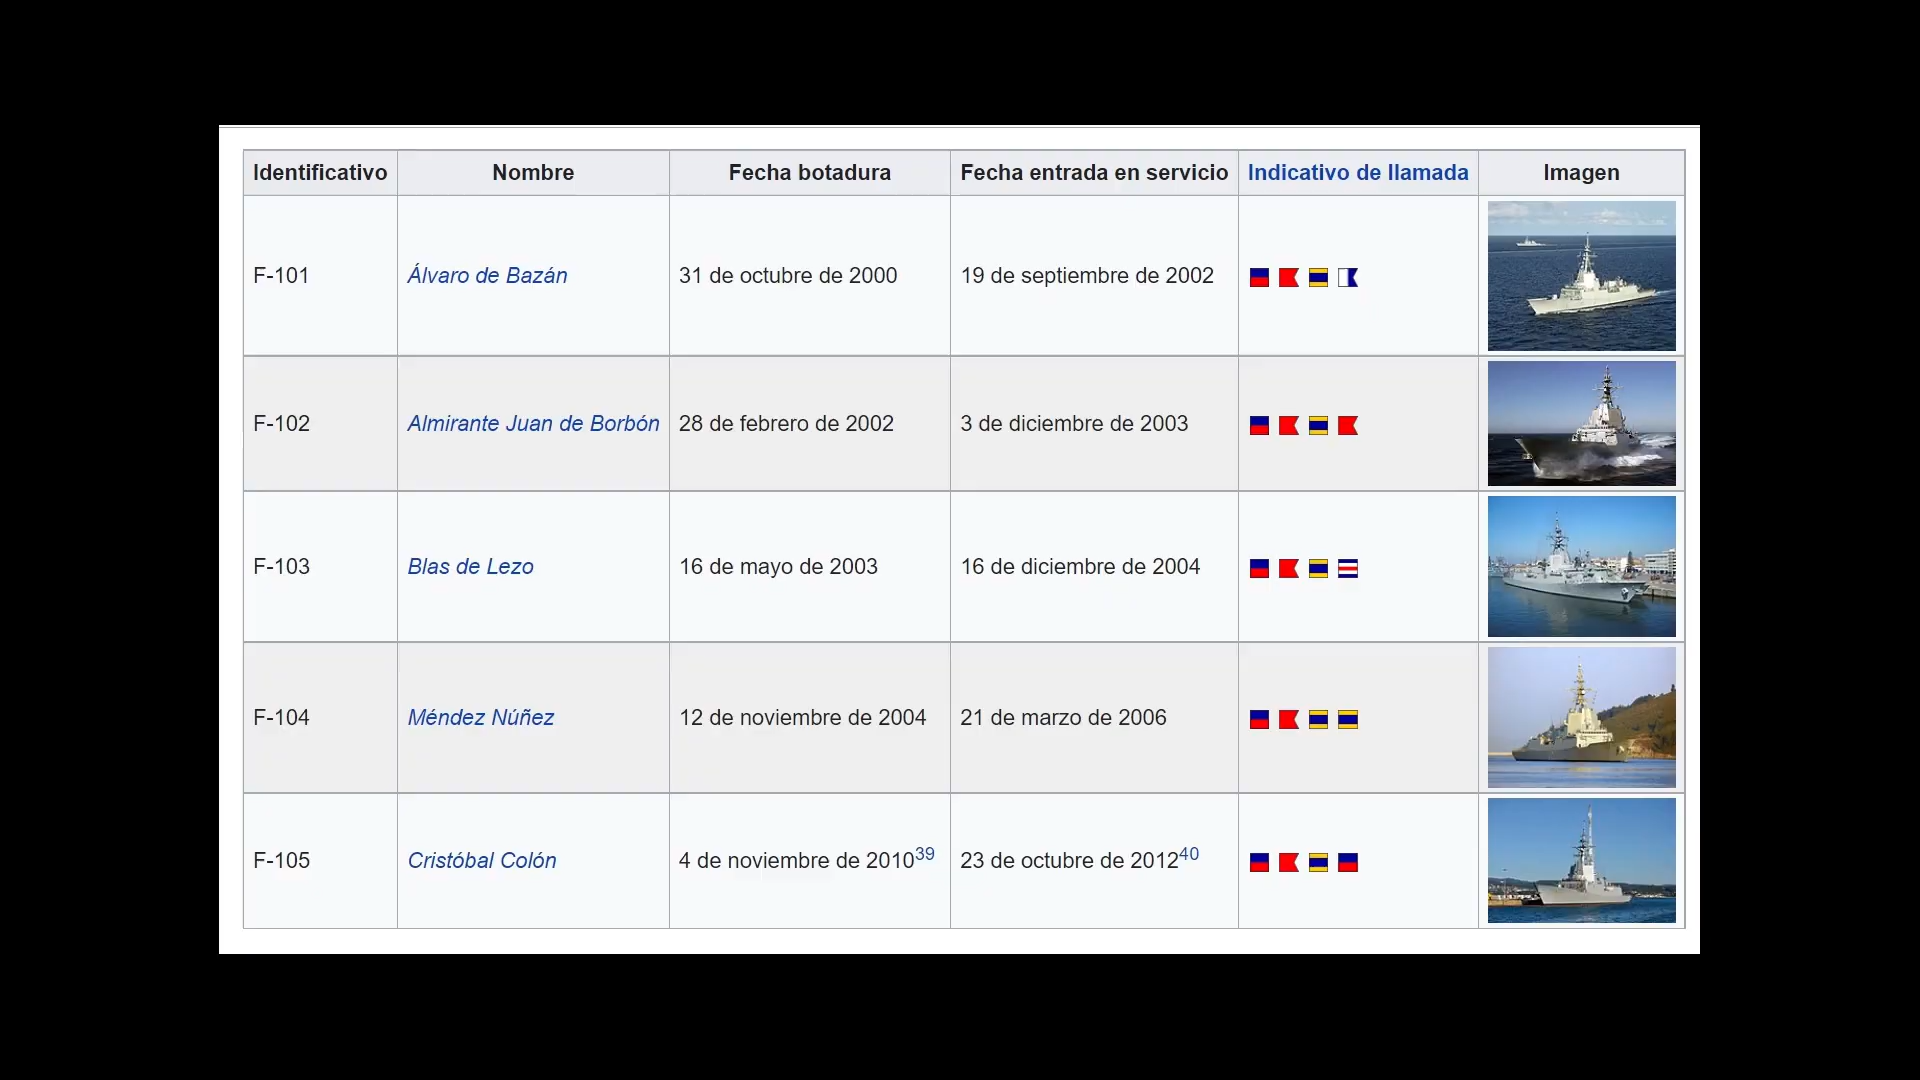 Identificativo Nombre Fecha botadura Fecha entrada en servicio Indicativo de llamada Imagen
F-101 Álvaro de Bazán 31 de octubre de 2000 19 de septiembre de 2002
F-102 Almirante Juan de Borbón 28 de febrero de 2002 3 de diciembre de 2003
F-103 Blas de Lezo 16 de mayo de 2003 16 de diciembre de 2004
F-104 Méndez Núñez 12 de noviembre de 2004 21 de marzo de 2006
F-105 Cristóbal Colón 4 de noviembre de 2010³⁹ 23 de octubre de 2012⁴⁰